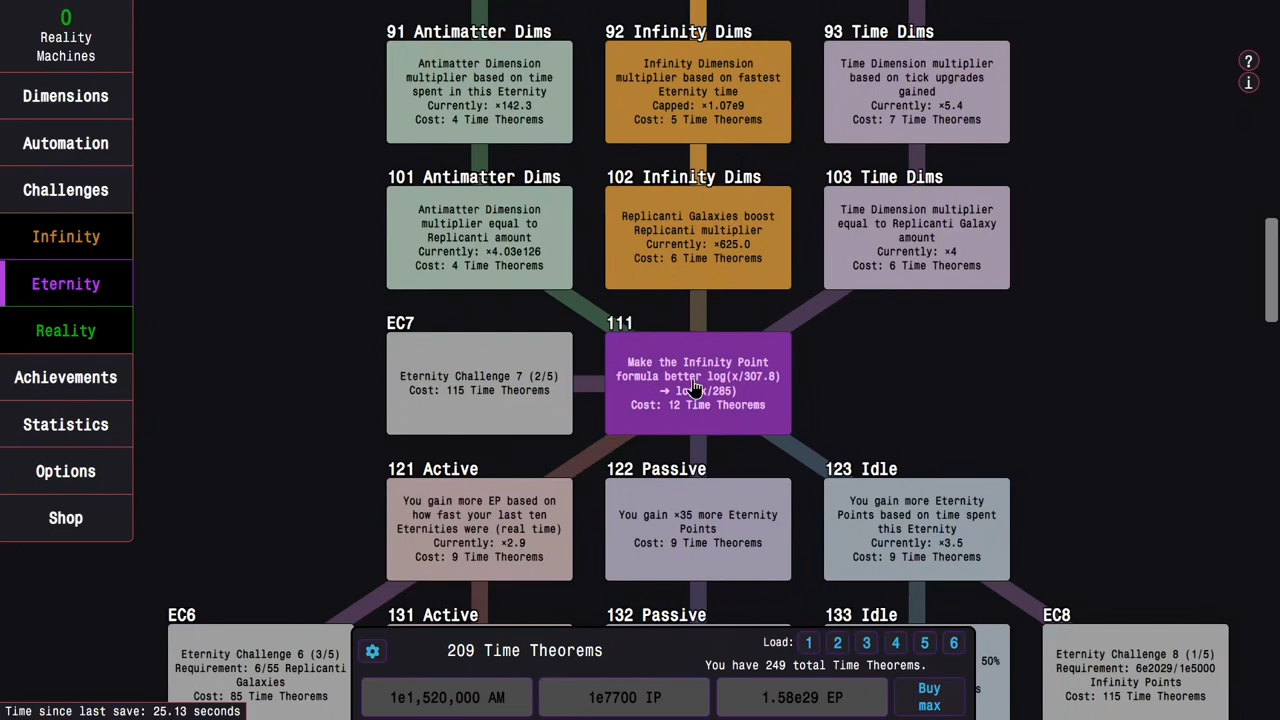 0
Reality
Machines
Dimensions
Automation
Challenges
Infinity
Eternity
Reality
Achievements
Statistics
Options
Shop
?
i
91 Antimatter Dims
Antimatter Dimension
multiplier based on time
spent in this Eternity
Currently: ×142.3
Cost: 4 Time Theorems
92 Infinity Dims
Infinity Dimension
multiplier based on fastest
Eternity time
Capped: ×1.07e9
Cost: 5 Time Theorems
93 Time Dims
Time Dimension multiplier
based on tick upgrades
gained
Currently: ×5.4
Cost: 7 Time Theorems
101 Antimatter Dims
Antimatter Dimension
multiplier equal to
Replicanti amount
Currently: ×4.03e126
Cost: 4 Time Theorems
102 Infinity Dims
Replicanti Galaxies boost
Replicanti multiplier
Currently: ×625.0
Cost: 6 Time Theorems
103 Time Dims
Time Dimension multiplier
equal to Replicanti Galaxy
amount
Currently: ×4
Cost: 6 Time Theorems
EC7
Eternity Challenge 7 (2/5)
Cost: 115 Time Theorems
111
Make the Infinity Point
formula better log(x/307.8)
➜ lo /285)
Cost: 12 Time Theorems
121 Active
You gain more EP based on
how fast your last ten
Eternities were (real time)
Currently: ×2.9
Cost: 9 Time Theorems
122 Passive
You gain ×35 more Eternity
Points
Cost: 9 Time Theorems
123 Idle
You gain more Eternity
Points based on time spent
this Eternity
Currently: ×3.5
Cost: 9 Time Theorems
EC6
Eternity Challenge 6 (3/5)
Requirement: 6/55 Replicanti
Galaxies
Cost: 85 Time Theorems
131 Active
132 Passive
133 Idle
50%
s
EC8
Eternity Challenge 8 (1/5)
Requirement: 6e2029/1e5000
Infinity Points
Cost: 115 Time Theorems
209 Time Theorems
Load: 1 2 3 4 5 6
You have 249 total Time Theorems.
1e1,520,000 AM
1e7700 IP
1.58e29 EP
Buy
max
Time since last save: 25.13 seconds